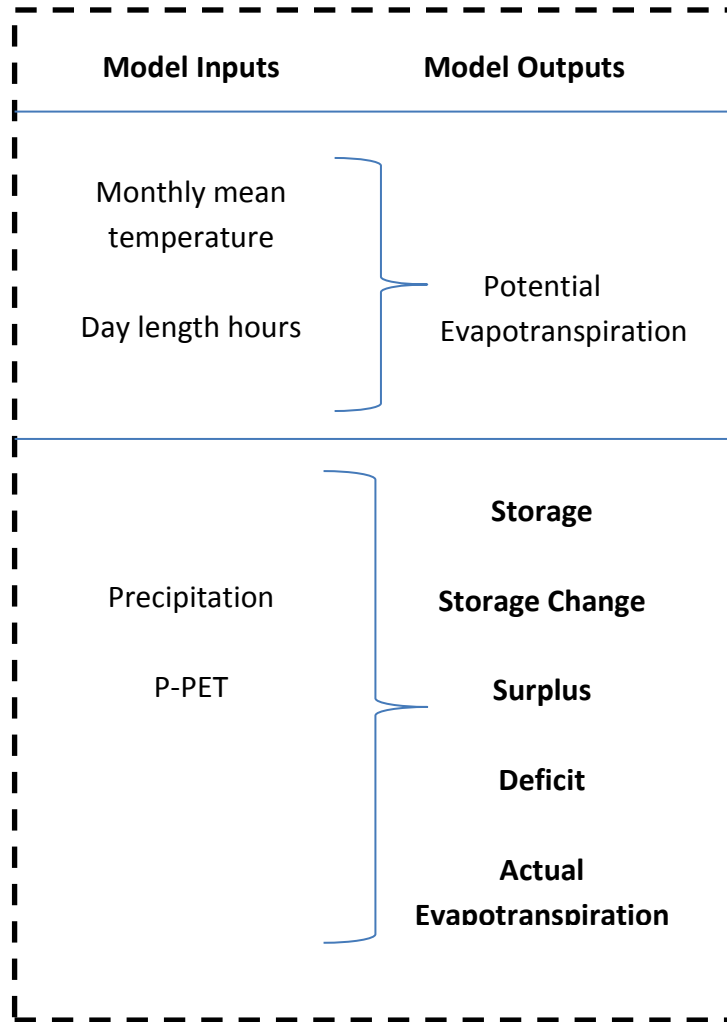 Model Inputs
Model Outputs
Monthly mean
temperature
Day length hours
Potential
Evapotranspiration
Precipitation
P-PET
Storage
Storage Change
Surplus
Deficit
Actual
Evapotranspiration